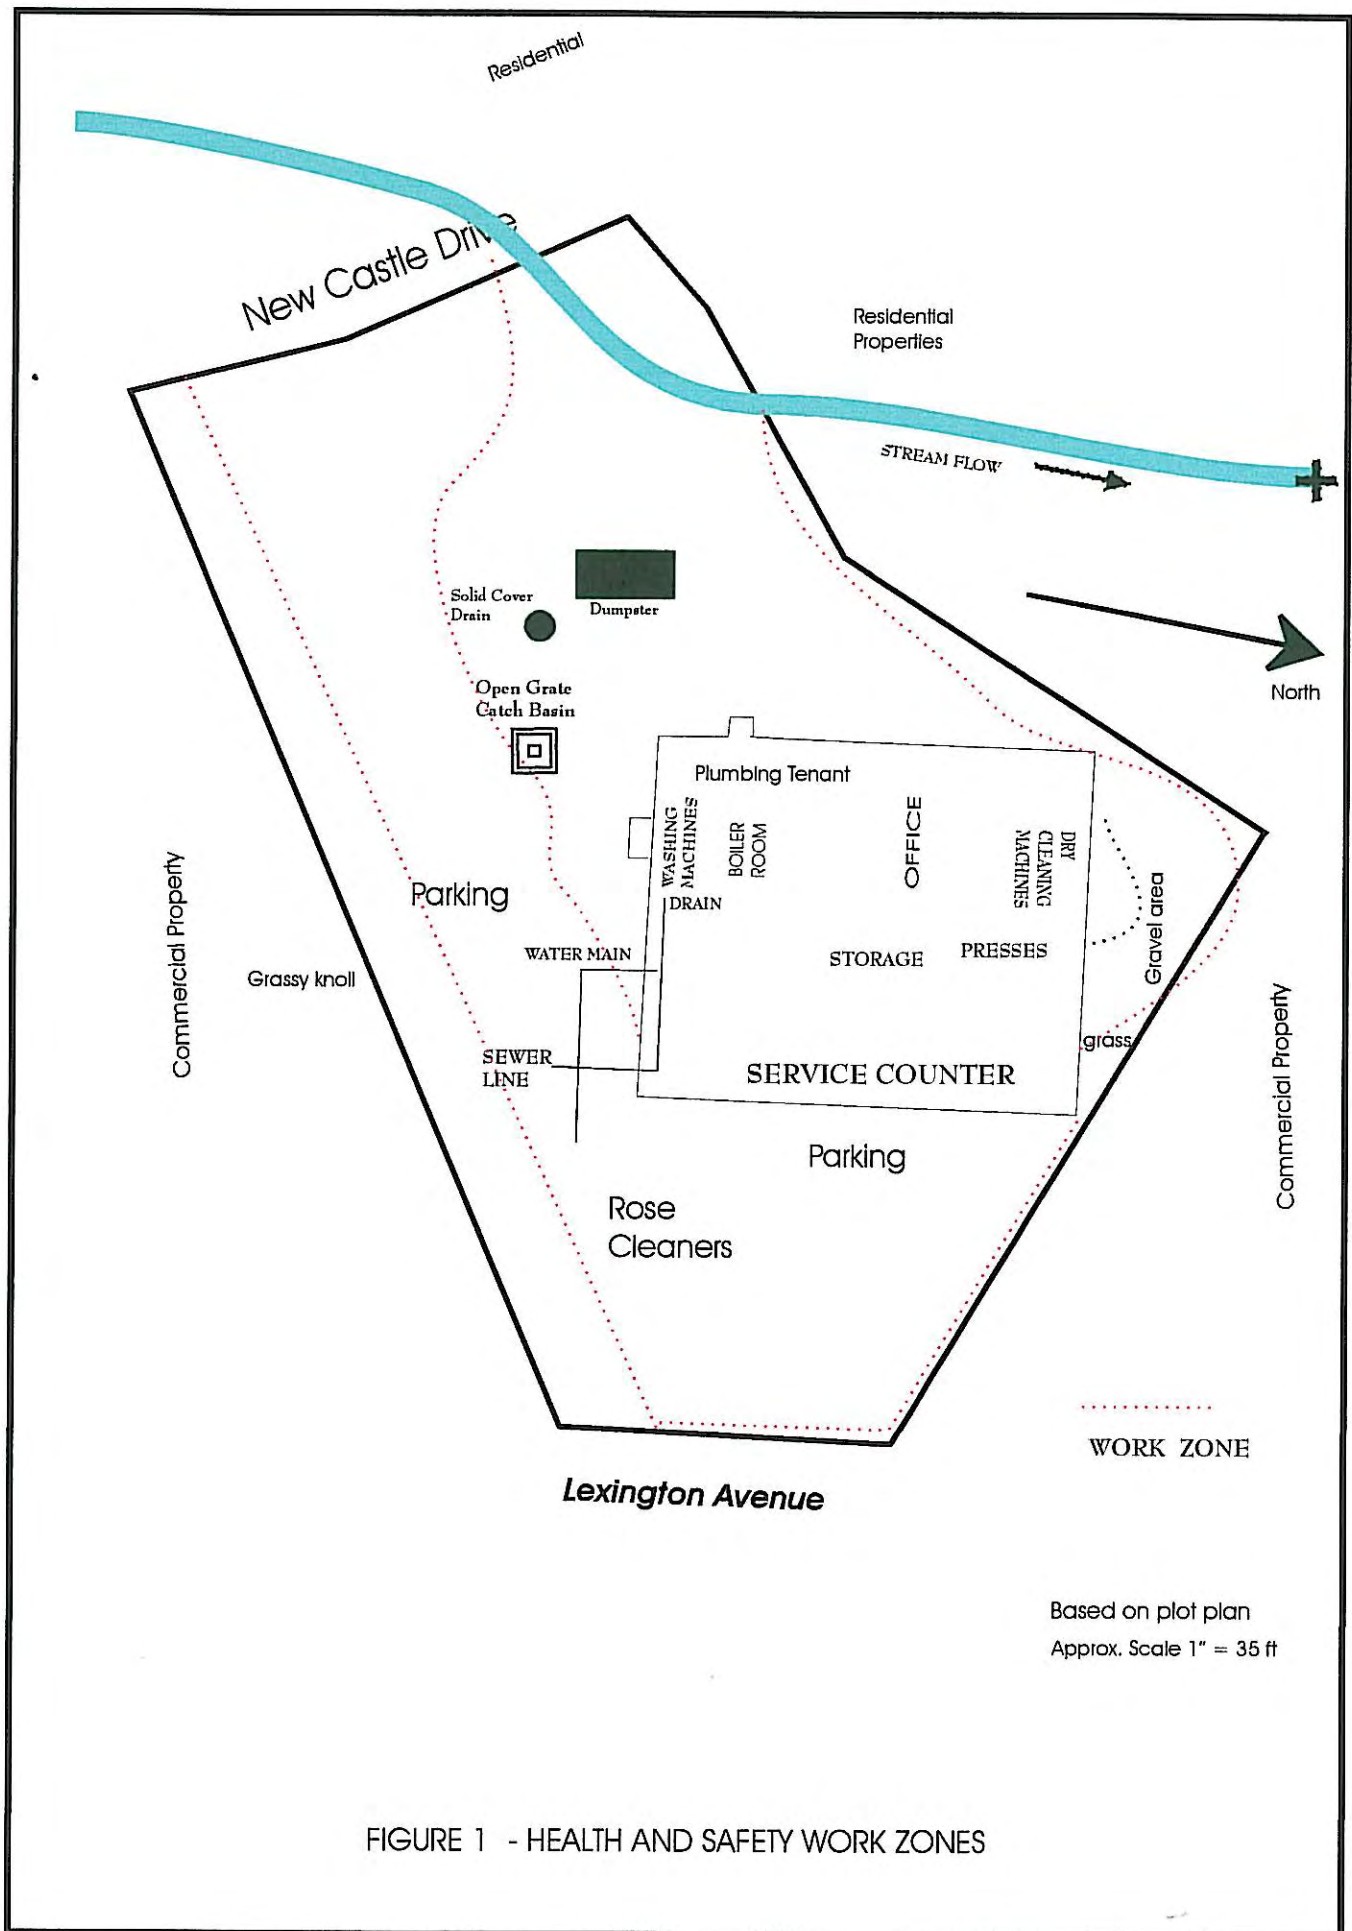 Residential
New Castle Drive
Residential
Properties
STREAM FLOW
Solid Cover
Drain
Dumpster
North
Open Grate
Catch Basin
Plumbing Tenant
WASHING
MACHINES
BOILER
ROOM
OFFICE
DRY
CLEANING
MACHINES
DRAIN
Parking
WATER MAIN
STORAGE
PRESSES
Gravel area
Commercial Property
Grassy knoll
grass
SEWER
LINE
SERVICE COUNTER
Commercial Property
Parking
Rose
Cleaners
WORK ZONE
Lexington Avenue
Based on plot plan
Approx. Scale 1" = 35 ft
FIGURE 1 - HEALTH AND SAFETY WORK ZONES